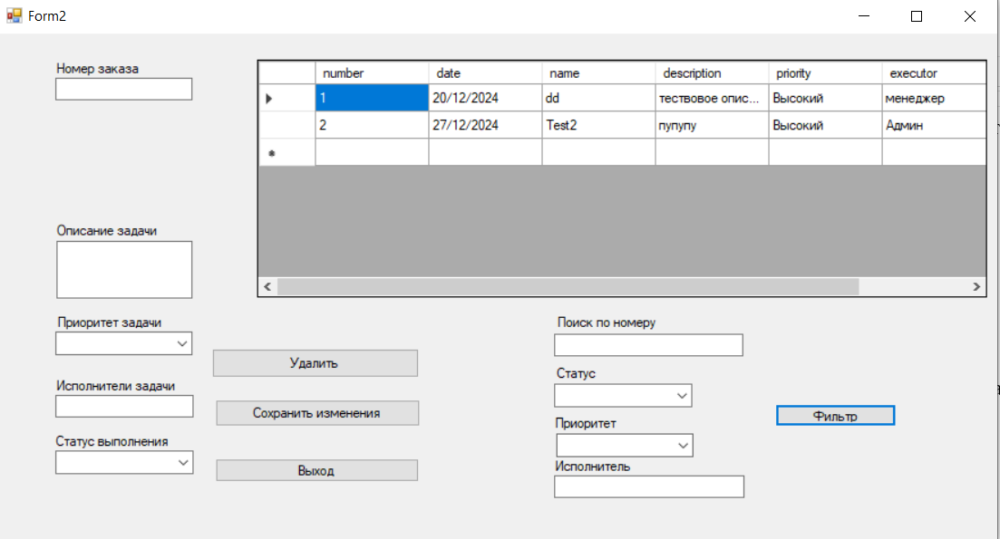 Form2
Номер заказа
number date name description priority executor
1 20/12/2024 dd тествовое опис... Высокий менеджер
2 27/12/2024 Test2 пупупу Высокий Админ
Описание задачи
Приоритет задачи
Удалить
Исполнители задачи
Сохранить изменения
Статус выполнения
Выход
Поиск по номеру
Статус
Приоритет
Исполнитель
Фильтр